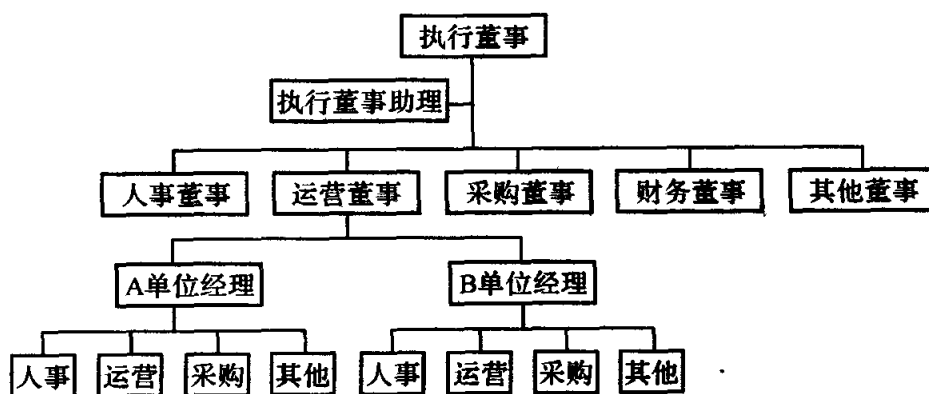 执行董事
执行董事助理
人事董事 运营董事 采购董事 财务董事 其他董事
A单位经理 B单位经理
人事 运营 采购 其他 人事 运营 采购 其他